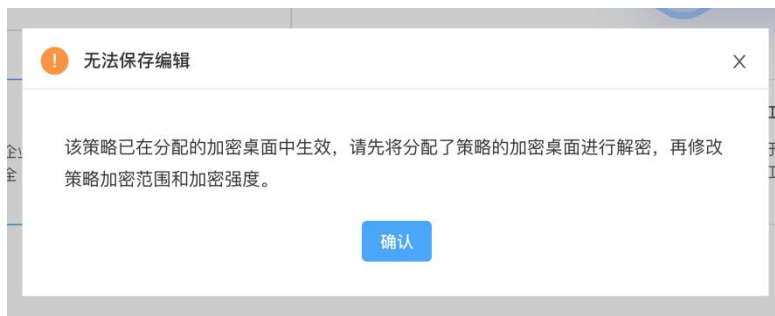 无法保存编辑
该策略已在分配的加密桌面中生效，请先将分配了策略的加密桌面进行解密，再修改
策略加密范围和加密强度。
确认
全